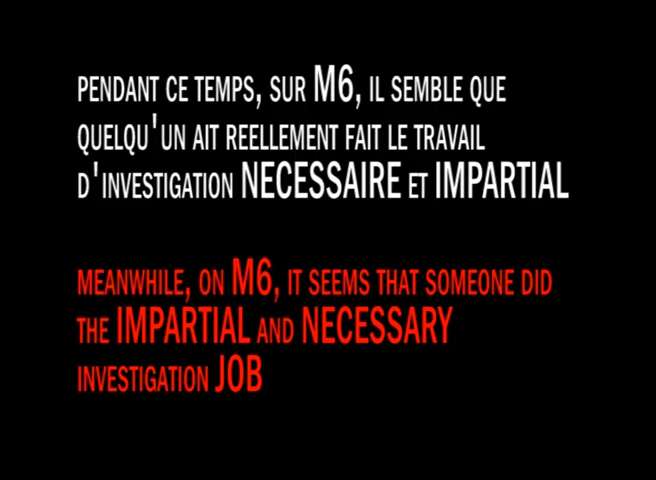 PENDANT CE TEMPS, SUR M6, IL SEMBLE QUE
QUELQU'UN AIT REELLEMENT FAIT LE TRAVAIL
D'INVESTIGATION NECESSAIRE ET IMPARTIAL
MEANWHILE, ON M6, IT SEEMS THAT SOMEONE DID
THE IMPARTIAL AND NECESSARY
INVESTIGATION JOB